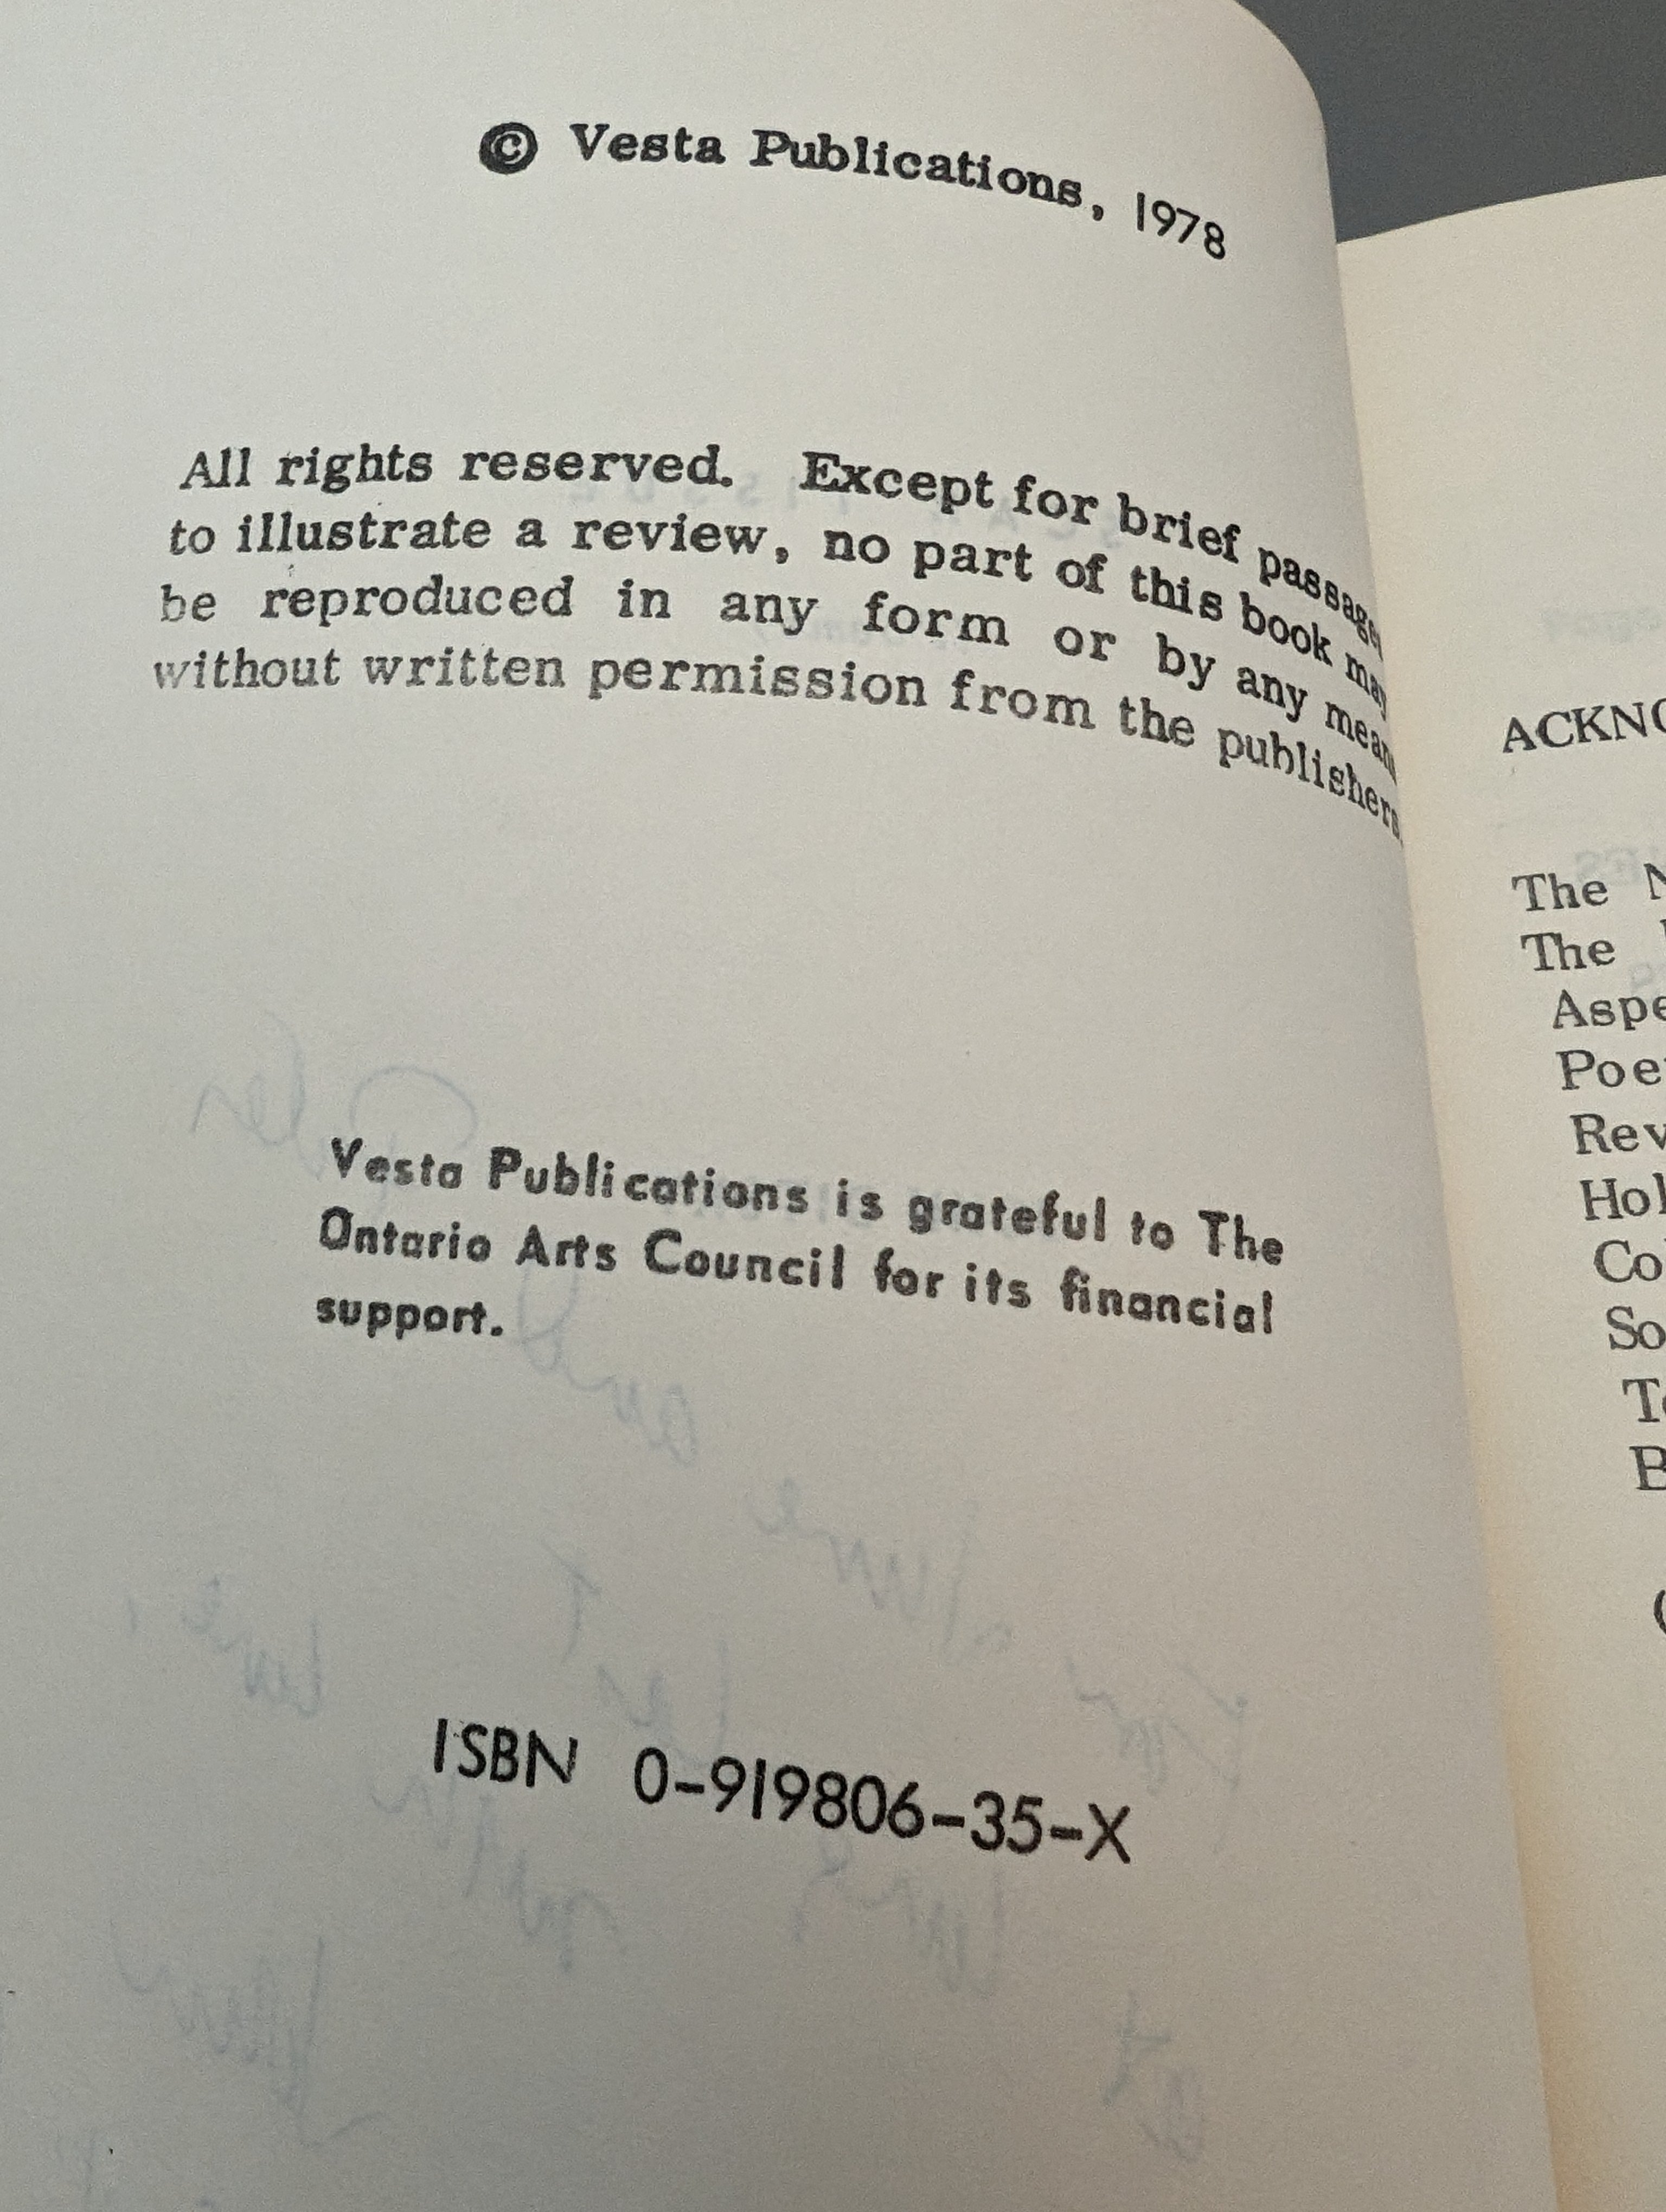 © Vesta Publications, 1978
All rights reserved. Except for brief passages
to illustrate a review, no part of this book may
be reproduced in any form or by any means
without written permission from the publishers.
Vesta Publications is grateful to The
Ontario Arts Council for its financial
support.
ISBN 0-919806-35-X
ACKNO
The N
The
Aspe
Poe
Rev
Hol
Co
So
To
B